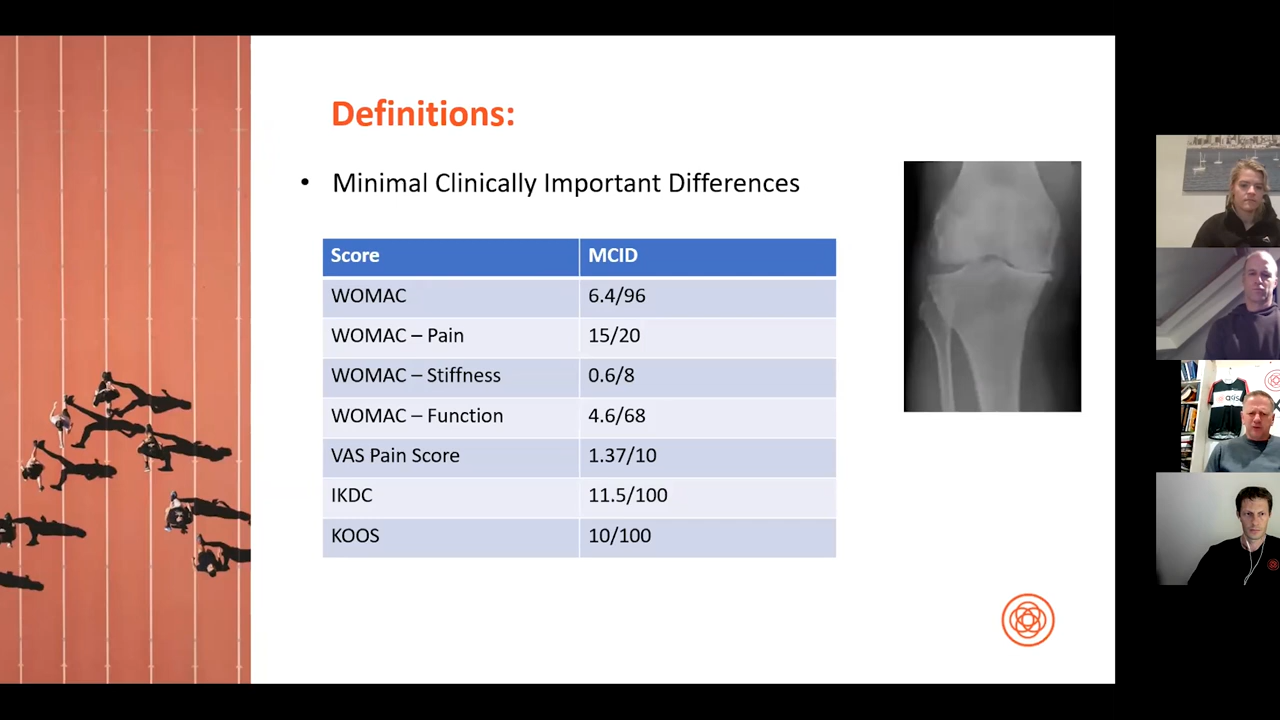 Definitions:
• Minimal Clinically Important Differences
Score MCID
WOMAC 6.4/96
WOMAC – Pain 15/20
WOMAC – Stiffness 0.6/8
WOMAC – Function 4.6/68
VAS Pain Score 1.37/10
IKDC 11.5/100
KOOS 10/100